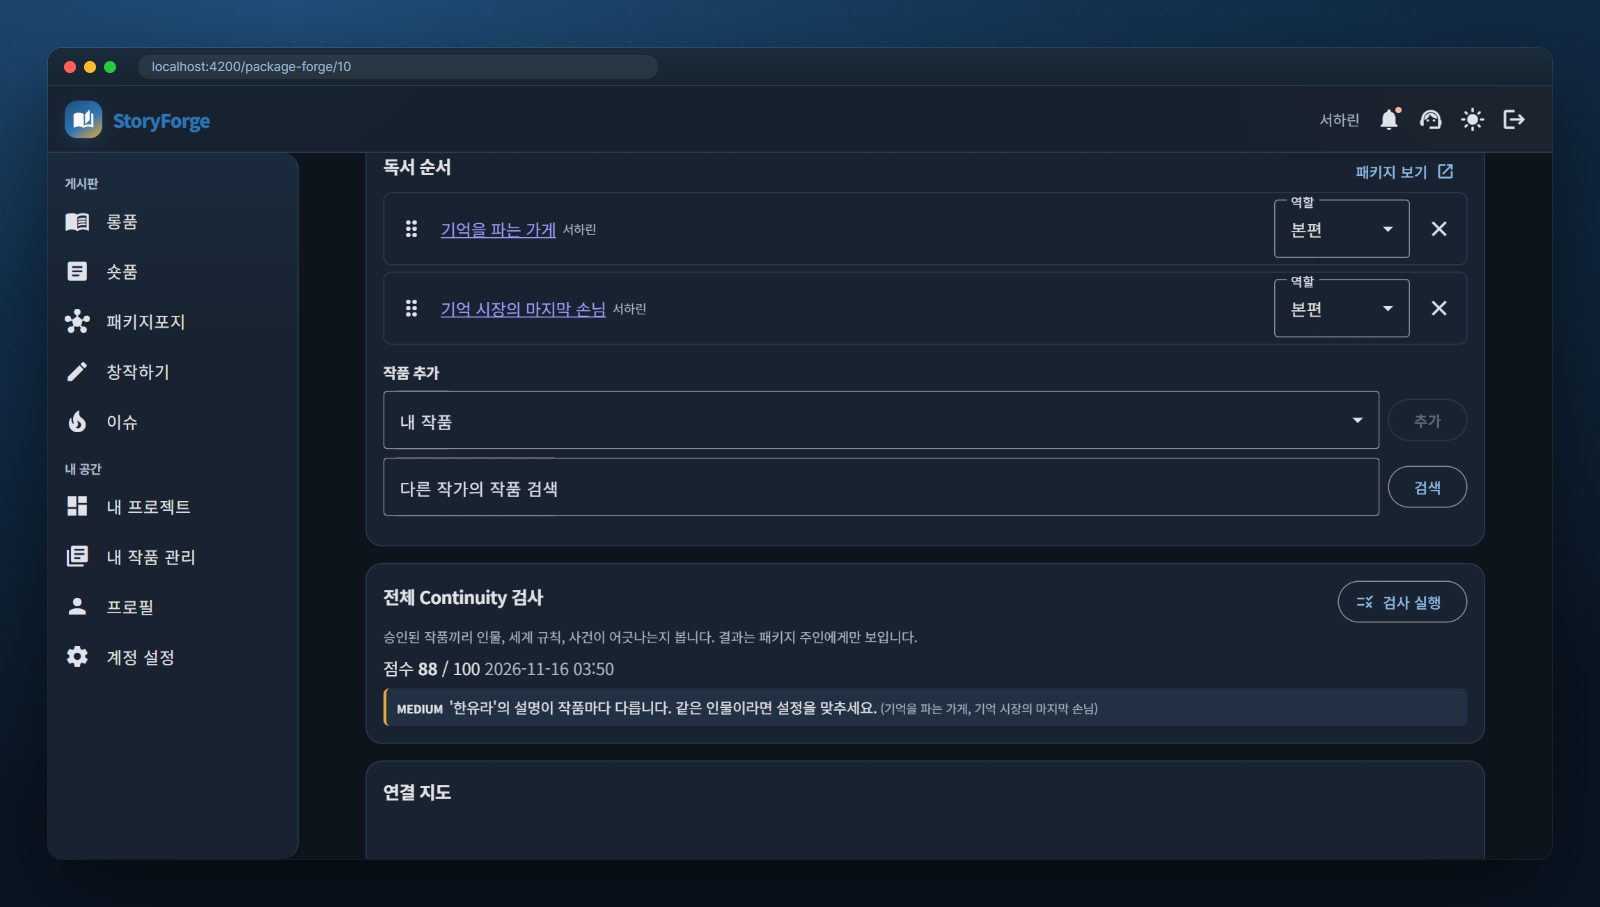 localhost:4200/package-forge/10
StoryForge
서하린
게시판
롱폼
숏폼
패키지포지
창작하기
이슈
내 공간
내 프로젝트
내 작품 관리
프로필
계정 설정
독서 순서
패키지 보기
기억을 파는 가게 서하린
역할
본편
기억 시장의 마지막 손님 서하린
역할
본편
작품 추가
내 작품
추가
다른 작가의 작품 검색
검색
전체 Continuity 검사
검사 실행
승인된 작품끼리 인물, 세계 규칙, 사건이 어긋나는지 봅니다. 결과는 패키지 주인에게만 보입니다.
점수 88 / 100 2026-11-16 03:50
MEDIUM '한유라'의 설명이 작품마다 다릅니다. 같은 인물이라면 설정을 맞추세요. (기억을 파는 가게, 기억 시장의 마지막 손님)
연결 지도